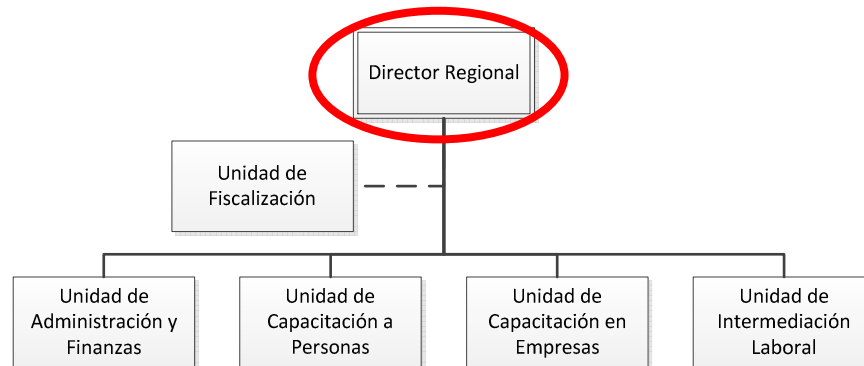 Director Regional
Unidad de
Fiscalización
Unidad de
Administración y
Finanzas
Unidad de
Capacitación a
Personas
Unidad de
Capacitación en
Empresas
Unidad de
Intermediación
Laboral